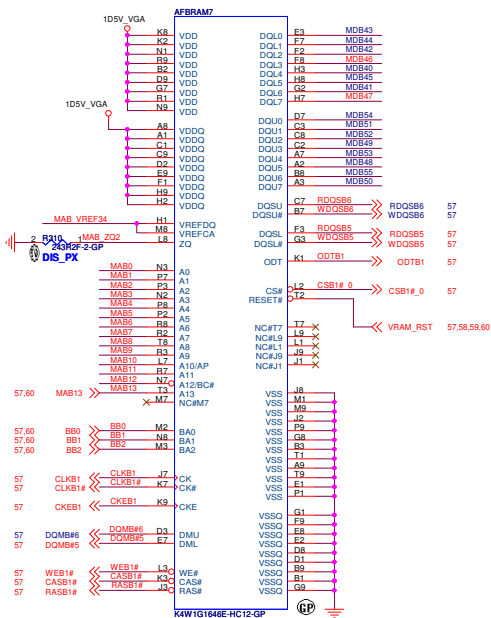 AFBRAM7
1D5V_VGA
K8 VDD DQL0 E3 MDB43
K2 VDD DQL1 F7 MDB44
N1 VDD DQL2 F2 MDB42
R9 VDD DQL3 F8 MDB46
B2 VDD DQL4 H3 MDB40
D9 VDD DQL5 H8 MDB45
G7 VDD DQL6 G2 MDB41
R1 VDD DQL7 H7 MDB47
N9 VDD
1D5V_VGA
A8 VDDQ DQU0 D7 MDB54
A1 VDDQ DQU1 C3 MDB51
C1 VDDQ DQU2 C8 MDB52
C9 VDDQ DQU3 C2 MDB49
D2 VDDQ DQU4 A7 MDB53
E9 VDDQ DQU5 A2 MDB48
F1 VDDQ DQU6 B8 MDB55
H9 VDDQ DQU7 A3 MDB50
H2 VDDQ
DQSU C7 RDQSB6 RDQSB6 57
DQSU# B7 WDQSB6 WDQSB6 57
MAB_VREF34 H1 VREFDQ
M8 VREFCA DQSL F3 RDQSB5 RDQSB5 57
2 R310 1 MAB_ZQ2 L8 ZQ DQSL# G3 WDQSB5 WDQSB5 57
243R2F-2-GP
DIS_PX
ODT K1 ODTB1 ODTB1 57
MAB0 N3 A0
MAB1 P7 A1
MAB2 P3 A2 CS# L2 CSB1#_0 CSB1#_0 57
MAB3 N2 A3 RESET# T2
MAB4 P8 A4
MAB5 P2 A5
MAB6 R8 A6 VRAM_RST 57,58,59,60
MAB7 R2 A7 NC#T7 T7
MAB8 T8 A8 NC#L9 L9
MAB9 R3 A9 NC#L1 L1
MAB10 L7 A10/AP NC#J9 J9
MAB11 R7 A11 NC#J1 J1
MAB12 N7 A12/BC#
57,60 MAB13 MAB13 T3 A13 VSS J8
M7 NC#M7 VSS M1
VSS M9
VSS J2
57,60 BB0 BB0 M2 BA0 VSS P9
57,60 BB1 BB1 N8 BA1 VSS G8
57,60 BB2 BB2 M3 BA2 VSS B3
VSS T1
VSS A9
57 CLKB1 CLKB1 J7 CK VSS T9
57 CLKB1# CLKB1# K7 CK# VSS E1
VSS P1
57 CKEB1 CKEB1 K9 CKE
VSSQ G1
VSSQ F9
57 DQMB#6 DQMB#6 D3 DMU VSSQ E8
57 DQMB#5 DQMB#5 E7 DML VSSQ E2
VSSQ D8
VSSQ D1
57 WEB1# WEB1# L3 WE# VSSQ B9
57 CASB1# CASB1# K3 CAS# VSSQ B1
57 RASB1# RASB1# J3 RAS# VSSQ G9
K4W1G1646E-HC12-GP
GP